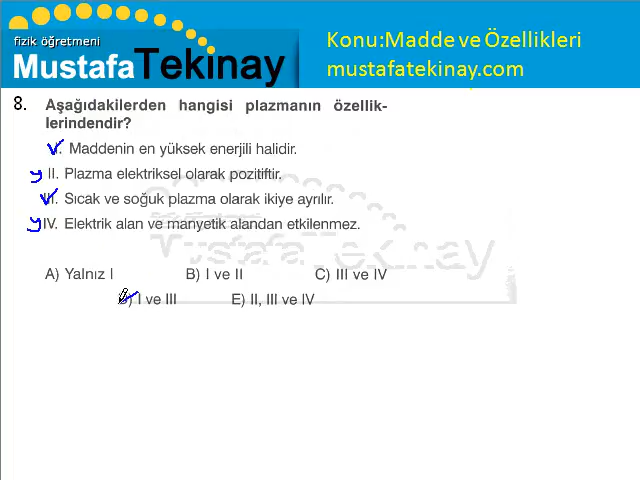 fizik öğretmeni
MustafaTekinay
Konu:Madde ve Özellikleri
mustafatekinay.com
8. Aşağıdakilerden hangisi plazmanın özellik-
lerindendir?
I. Maddenin en yüksek enerjili halidir.
y II. Plazma elektriksel olarak pozitiftir.
III. Sıcak ve soğuk plazma olarak ikiye ayrılır.
y IV. Elektrik alan ve manyetik alandan etkilenmez.
MustafaTekinay
A) Yalnız I B) I ve II C) III ve IV
D) I ve III E) II, III ve IV